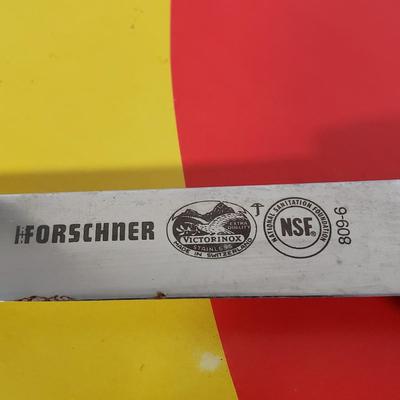 FORSCHNER
EXTRA
QUALITY
VICTORINOX
STAINLESS
MADE IN SWITZERLAND
NATIONAL SANITATION FOUNDATION
NSF®
809-6